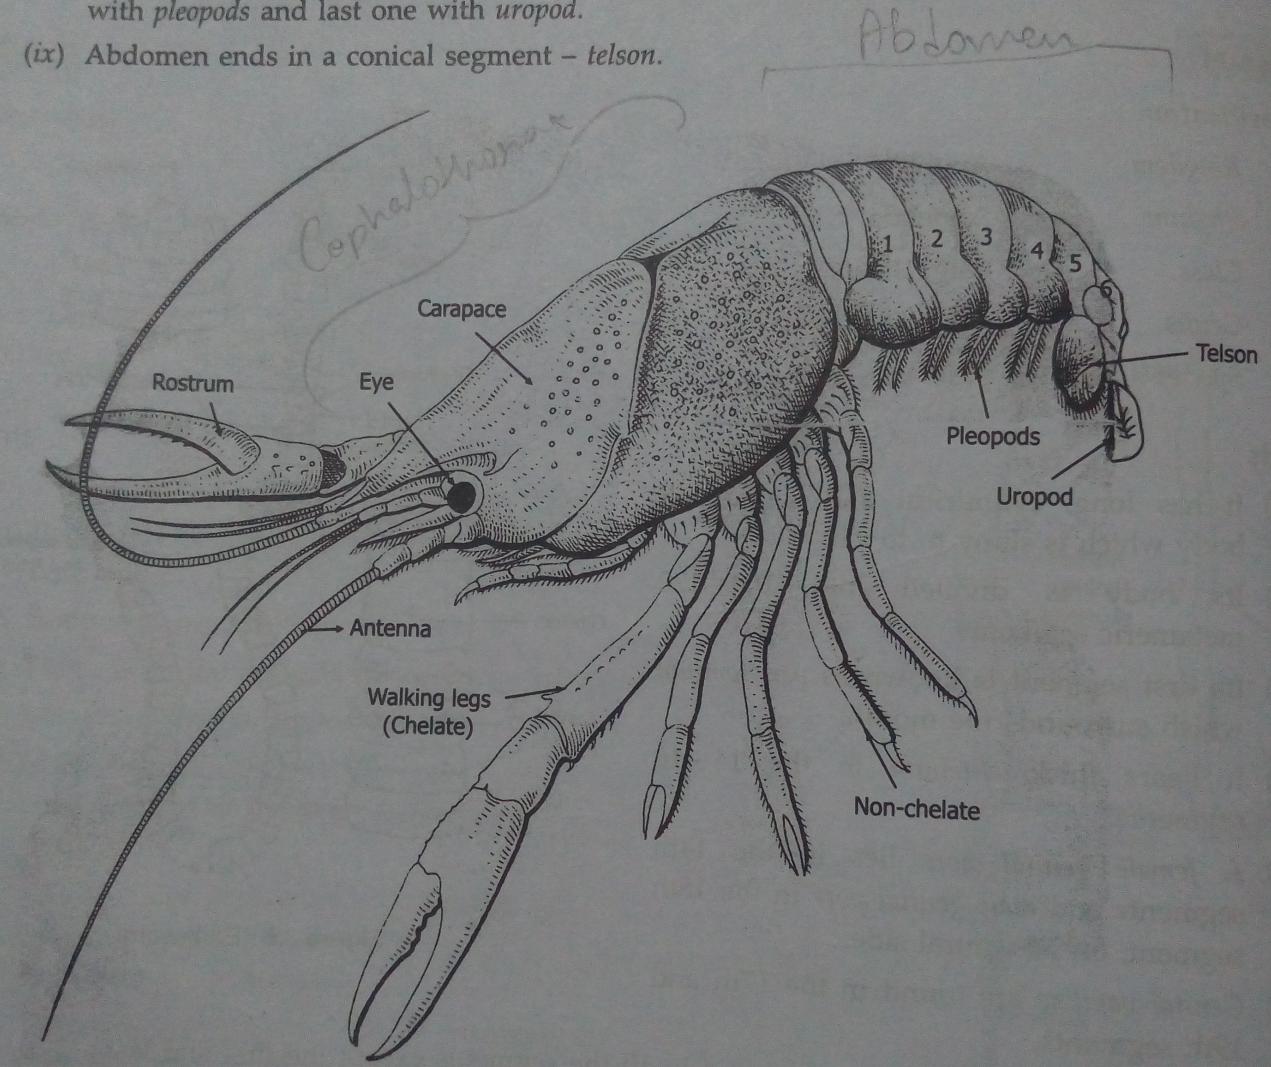 with pleopods and last one with uropod.
(ix) Abdomen ends in a conical segment – telson.
Abdomen
Cephalothorax
Carapace
Rostrum
Eye
1
2
3
4
5
6
Telson
Pleopods
Uropod
Antenna
Walking legs
(Chelate)
Non-chelate